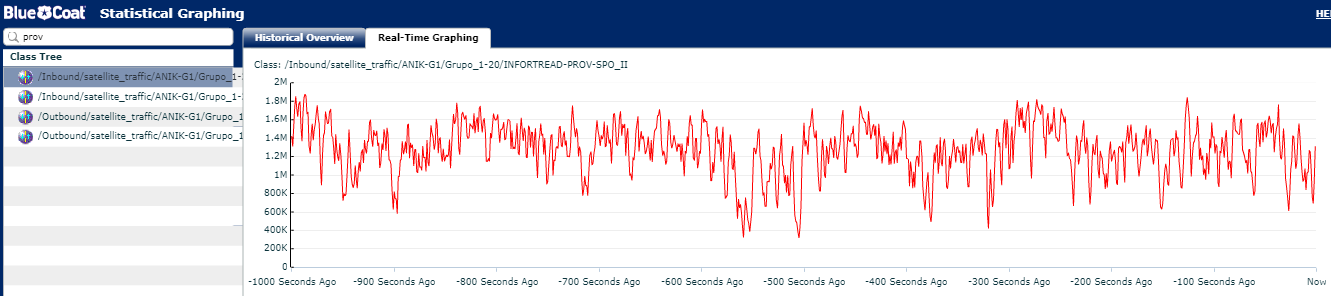 Blue Coat Statistical Graphing
HE
prov
Historical Overview Real-Time Graphing
Class Tree
/Inbound/satellite_traffic/ANIK-G1/Grupo_1-
/Inbound/satellite_traffic/ANIK-G1/Grupo_1-
/Outbound/satellite_traffic/ANIK-G1/Grupo_1
/Outbound/satellite_traffic/ANIK-G1/Grupo_1
Class: /Inbound/satellite_traffic/ANIK-G1/Grupo_1-20/INFORTREAD-PROV-SPO_II
2M
1.8M
1.6M
1.4M
1.2M
1M
800K
600K
400K
200K
0
-1000 Seconds Ago -900 Seconds Ago -800 Seconds Ago -700 Seconds Ago -600 Seconds Ago -500 Seconds Ago -400 Seconds Ago -300 Seconds Ago -200 Seconds Ago -100 Seconds Ago Now